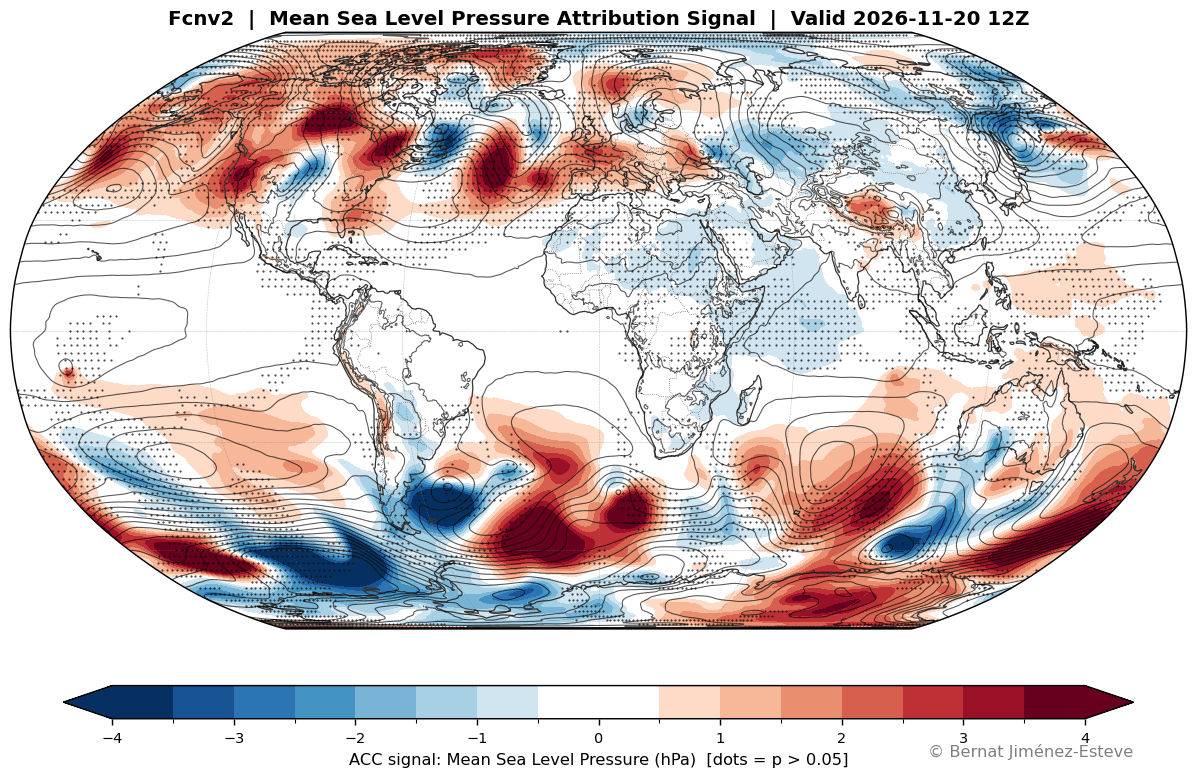 Fcnv2 | Mean Sea Level Pressure Attribution Signal | Valid 2026-11-20 12Z
−4 −3 −2 −1 0 1 2 3 4
ACC signal: Mean Sea Level Pressure (hPa) [dots = p > 0.05]
© Bernat Jiménez-Esteve